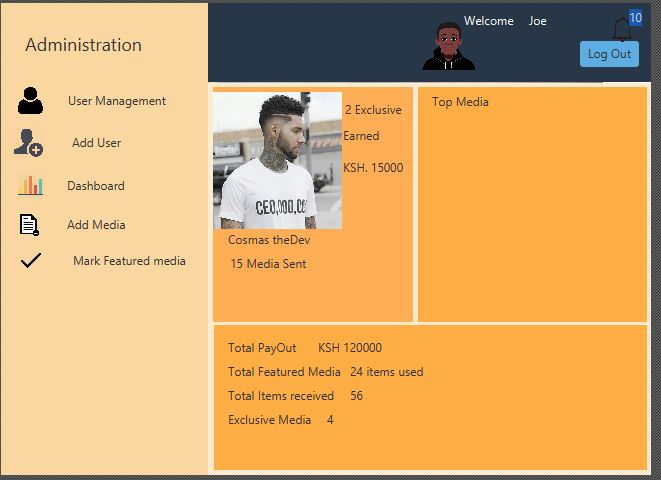 Administration
User Management
Add User
Dashboard
Add Media
Mark Featured media
Welcome Joe
10
Log Out
2 Exclusive
Earned
KSH. 15000
CEO,000,00
Cosmas theDev
15 Media Sent
Top Media
Total PayOut KSH 120000
Total Featured Media 24 items used
Total Items received 56
Exclusive Media 4